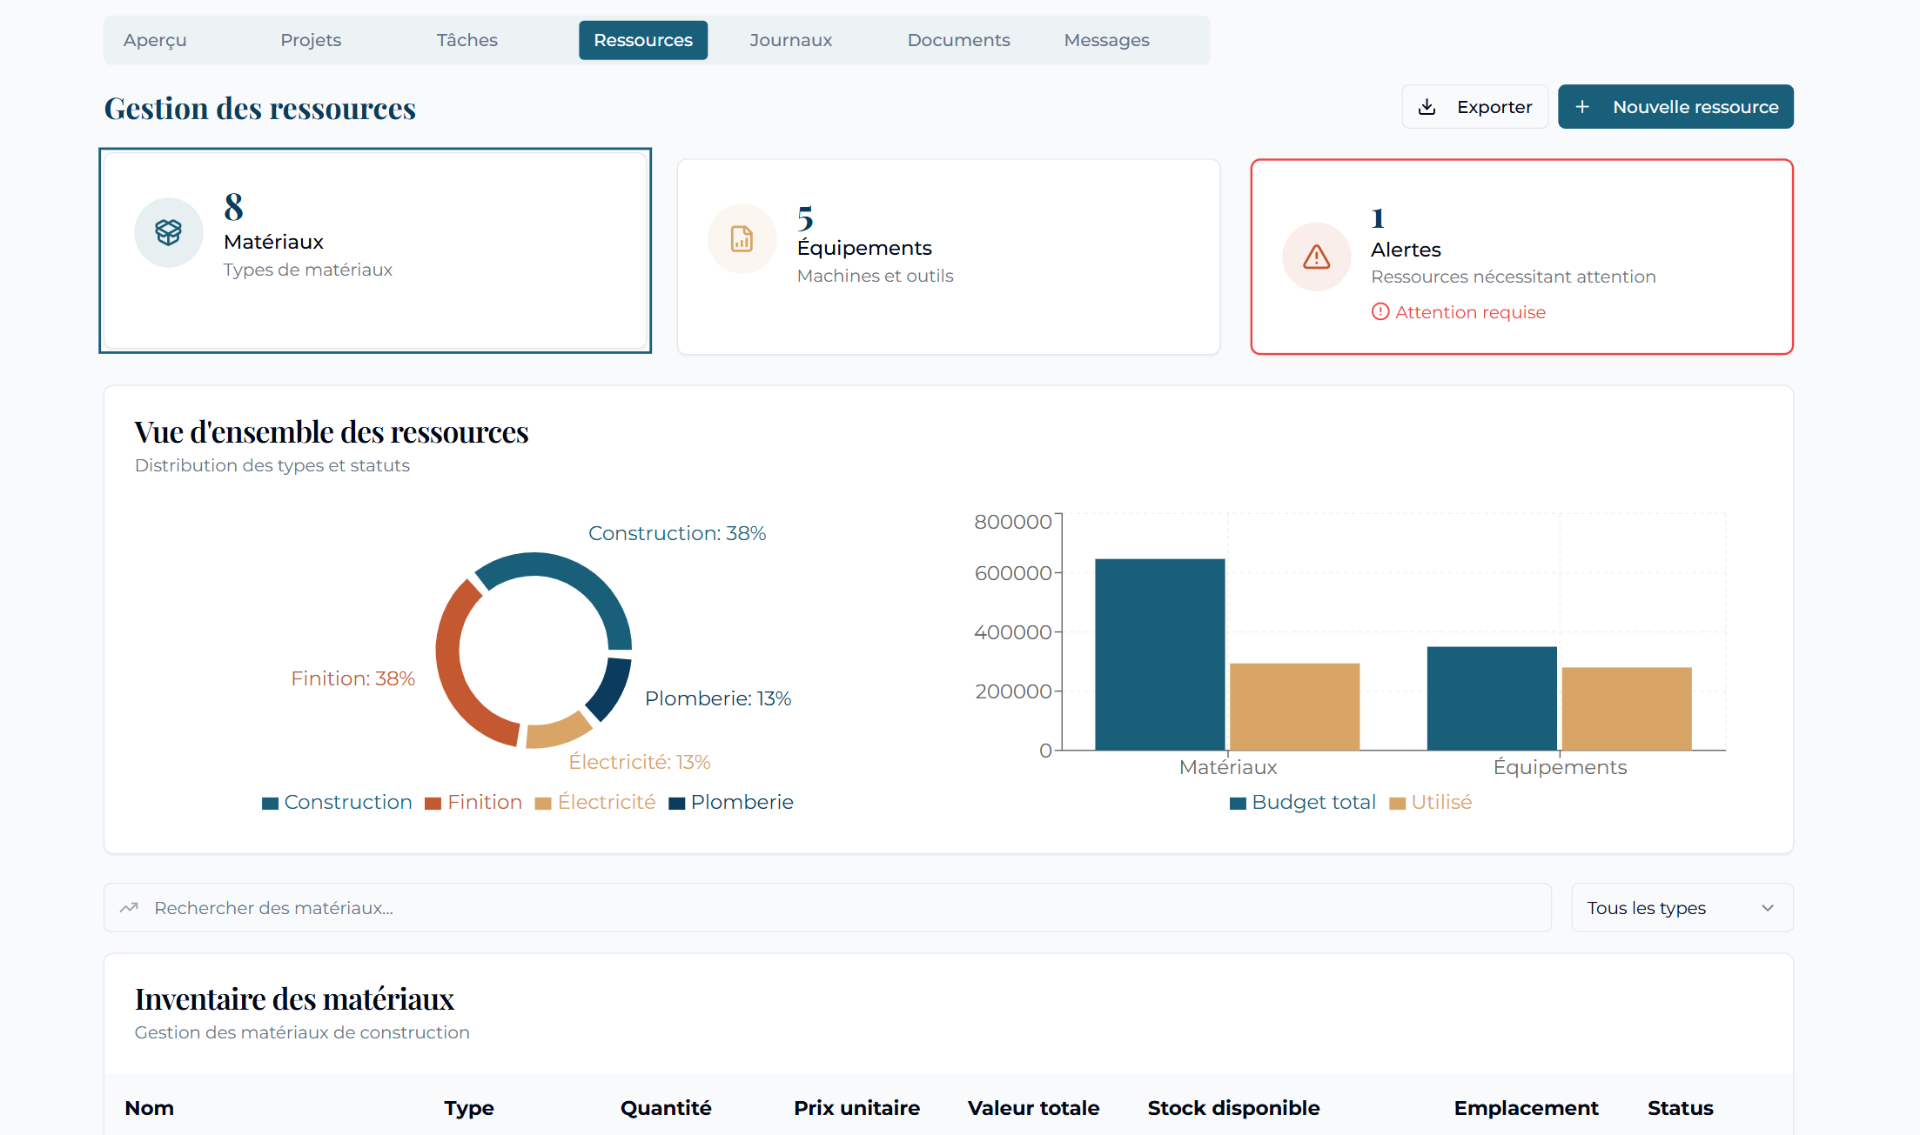 Aperçu Projets Tâches Ressources Journaux Documents Messages
Gestion des ressources
Exporter
Nouvelle ressource
8
Matériaux
Types de matériaux
5
Équipements
Machines et outils
1
Alertes
Ressources nécessitant attention
Attention requise
Vue d'ensemble des ressources
Distribution des types et statuts
Construction: 38%
Finition: 38%
Plomberie: 13%
Électricité: 13%
Construction Finition Électricité Plomberie
800000
600000
400000
200000
0
Matériaux Équipements
Budget total Utilisé
Rechercher des matériaux...
Tous les types
Inventaire des matériaux
Gestion des matériaux de construction
Nom Type Quantité Prix unitaire Valeur totale Stock disponible Emplacement Status